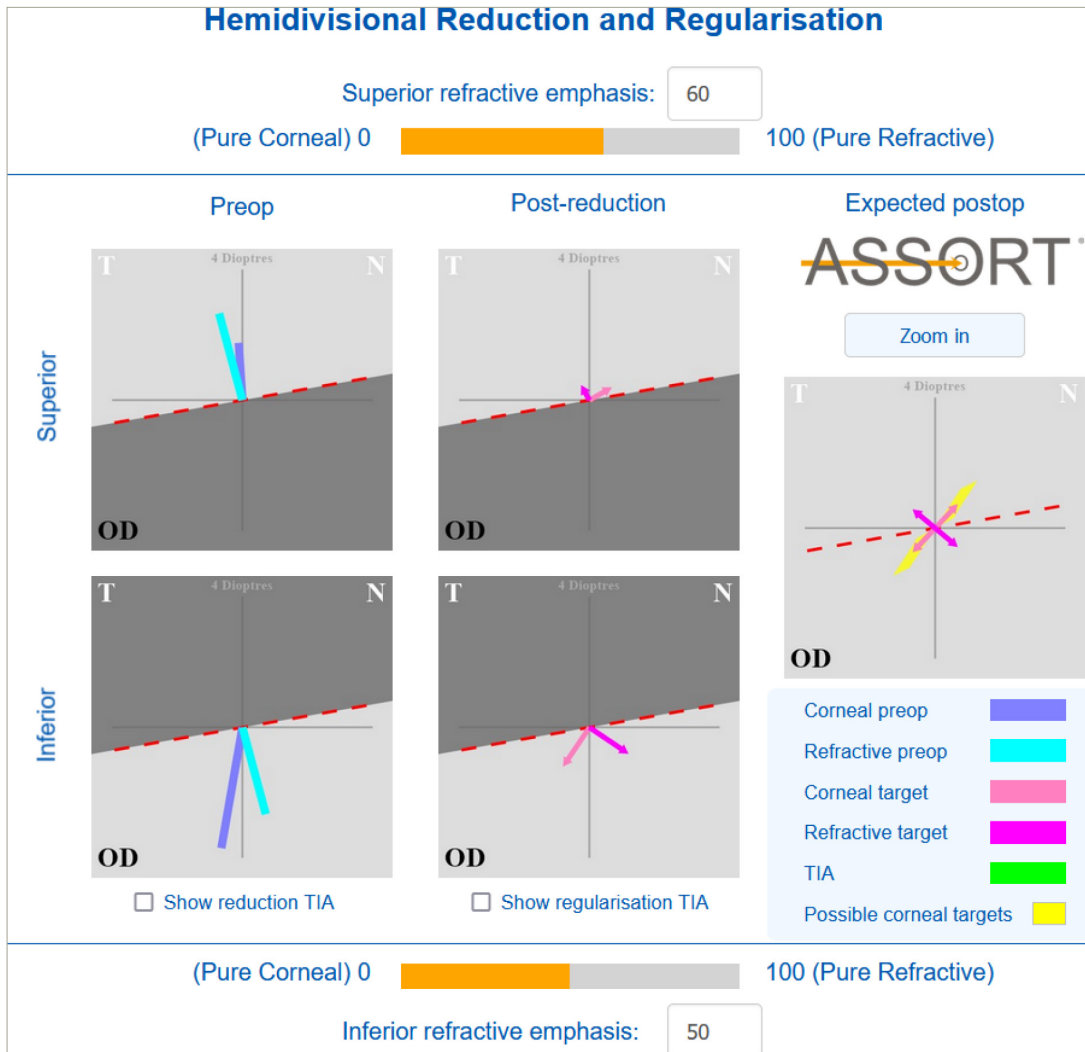 Hemidivisional Reduction and Regularisation
Superior refractive emphasis: 60
(Pure Corneal) 0 100 (Pure Refractive)
Preop Post-reduction Expected postop
ASSORT®
Zoom in
Superior
T 4 Dioptres N
OD
T 4 Dioptres N
OD
T 4 Dioptres N
OD
Inferior
T 4 Dioptres N
OD
T 4 Dioptres N
OD
Corneal preop
Refractive preop
Corneal target
Refractive target
TIA
Possible corneal targets
Show reduction TIA Show regularisation TIA
(Pure Corneal) 0 100 (Pure Refractive)
Inferior refractive emphasis: 50